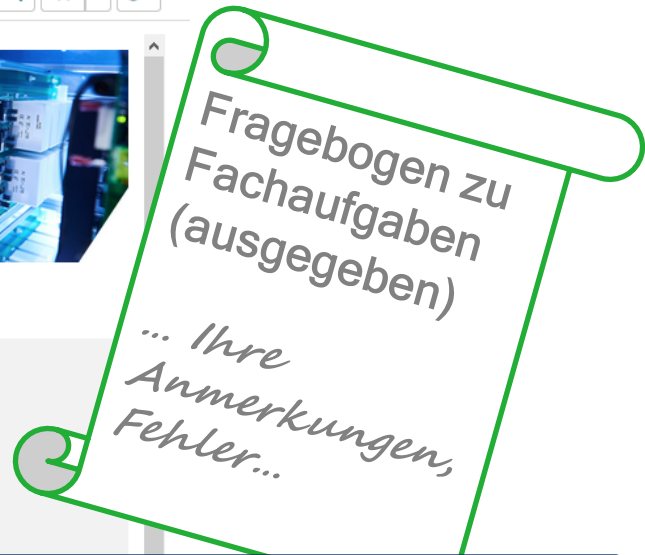 Fragebogen zu
Fachaufgaben
(ausgegeben)
... Ihre
Anmerkungen,
Fehler...